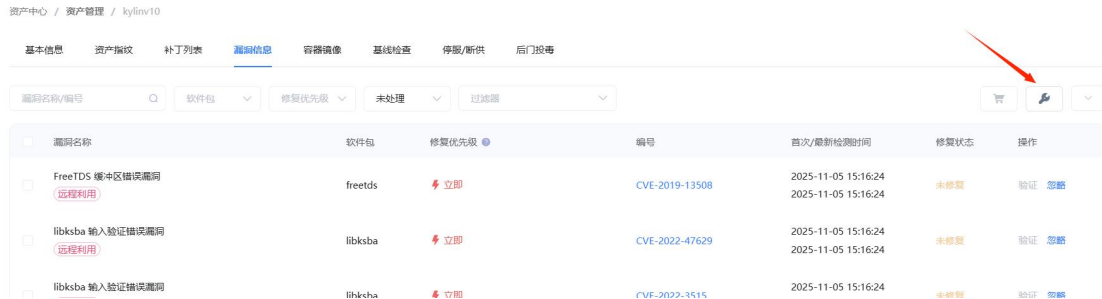 资产中心 / 资产管理 / kylinv10
基本信息 资产指纹 补丁列表 漏洞信息 容器镜像 基线检查 停服/断供 后门投毒
漏洞名称/编号 软件包 修复优先级 未处理 过滤器
漏洞名称 软件包 修复优先级 编号 首次/最新检测时间 修复状态 操作
FreeTDS 缓冲区错误漏洞
远程利用
freetds 立即 CVE-2019-13508
2025-11-05 15:16:24
2025-11-05 15:16:24
未修复 验证 忽略
libksba 输入验证错误漏洞
远程利用
libksba 立即 CVE-2022-47629
2025-11-05 15:16:24
2025-11-05 15:16:24
未修复 验证 忽略
libksba 输入验证错误漏洞
libksba 立即 CVE-2022-3515
2025-11-05 15:16:24
未修复 验证 忽略